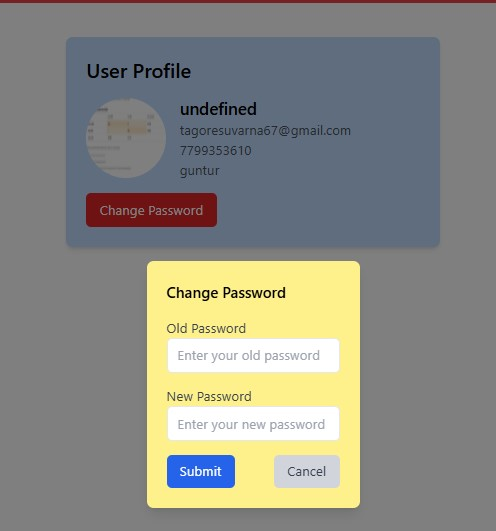 User Profile
undefined
tagoresuvarna67@gmail.com
7799353610
guntur
Change Password
Change Password
Old Password
Enter your old password
New Password
Enter your new password
Submit Cancel